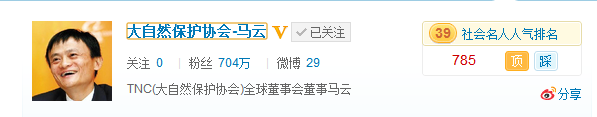 大自然保护协会-马云 V 已关注
关注 0 粉丝 704万 微博 29
TNC(大自然保护协会)全球董事会董事马云
39 社会名人人气排名
785 顶 踩
分享